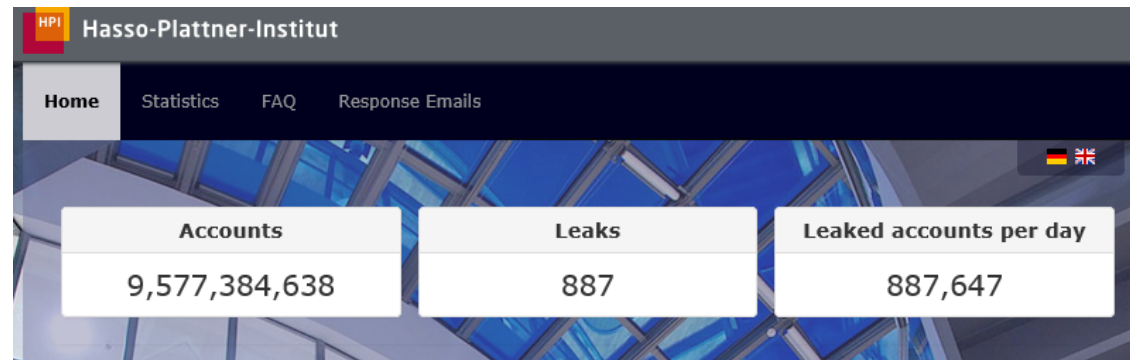 HPI Hasso-Plattner-Institut
Home Statistics FAQ Response Emails
Accounts Leaks Leaked accounts per day
9,577,384,638 887 887,647